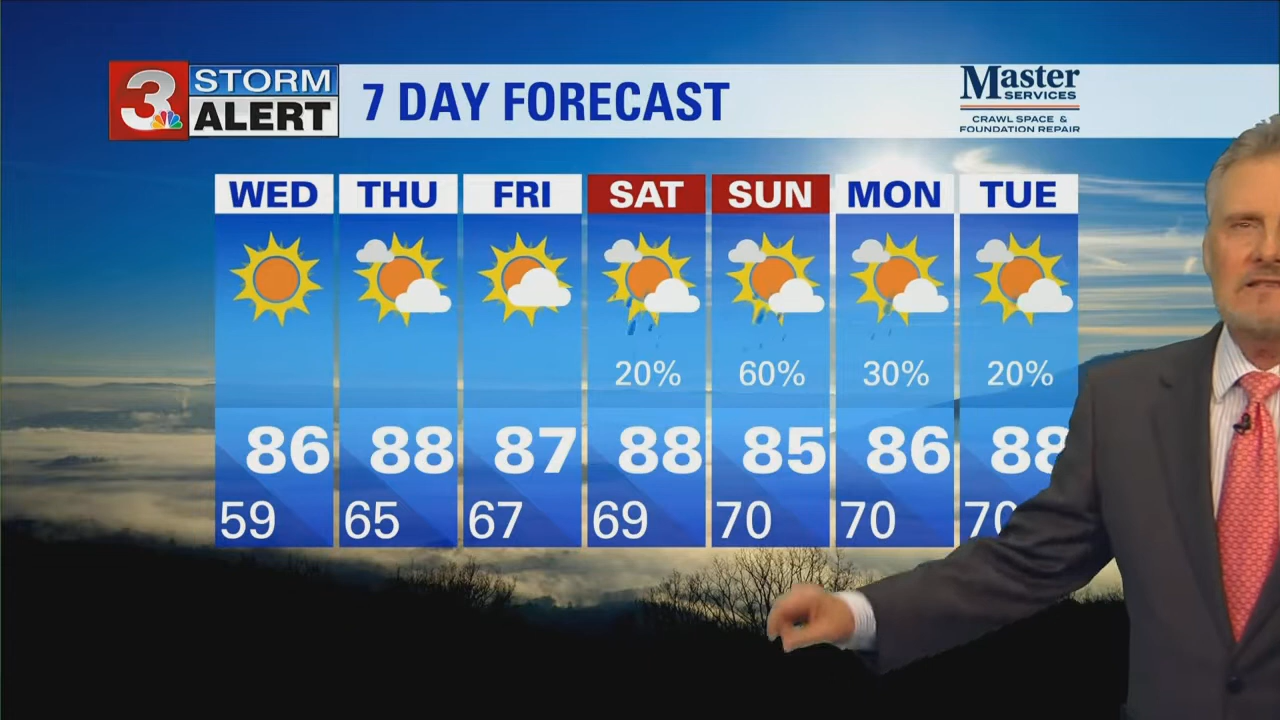 3 STORM
ALERT
7 DAY FORECAST
Master
SERVICES
CRAWL SPACE &
FOUNDATION REPAIR
WED THU FRI SAT SUN MON TUE
20% 60% 30% 20%
86 88 87 88 85 86 88
59 65 67 69 70 70 70